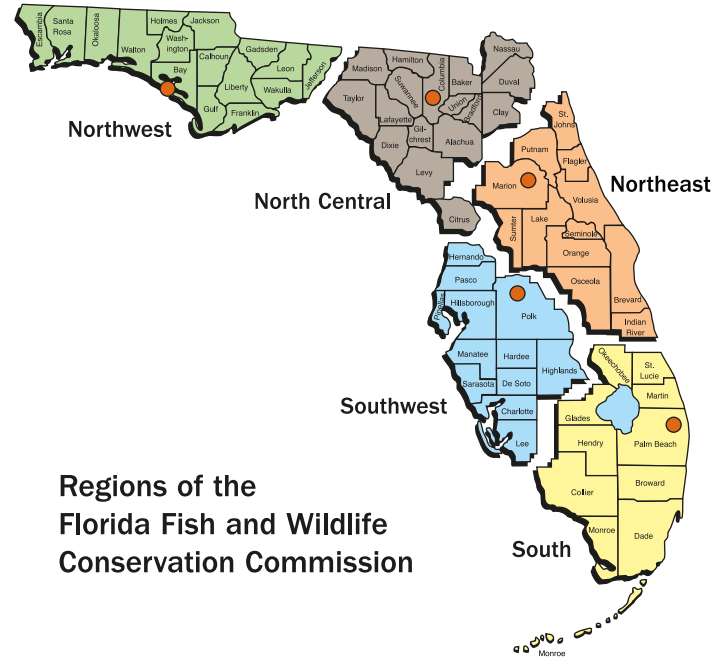 Escambia
Santa
Rosa
Okaloosa
Walton
Holmes
Jackson
Wash-
ington
Bay
Calhoun
Gulf
Liberty
Gadsden
Leon
Wakulla
Franklin
Jefferson
Northwest
Madison
Hamilton
Suwannee
Columbia
Baker
Nassau
Duval
Taylor
Lafayette
Union
Bradford
Clay
Dixie
Gil-
christ
Alachua
Levy
Citrus
North Central
St.
Johns
Putnam
Flagler
Marion
Volusia
Sumter
Lake
Seminole
Orange
Osceola
Brevard
Indian
River
Northeast
Hernando
Pasco
Pinellas
Hillsborough
Polk
Manatee
Hardee
Highlands
Sarasota
De Soto
Charlotte
Lee
Southwest
Okeechobee
St.
Lucie
Martin
Glades
Palm Beach
Hendry
Collier
Broward
Monroe
Dade
South
Monroe
Regions of the
Florida Fish and Wildlife
Conservation Commission